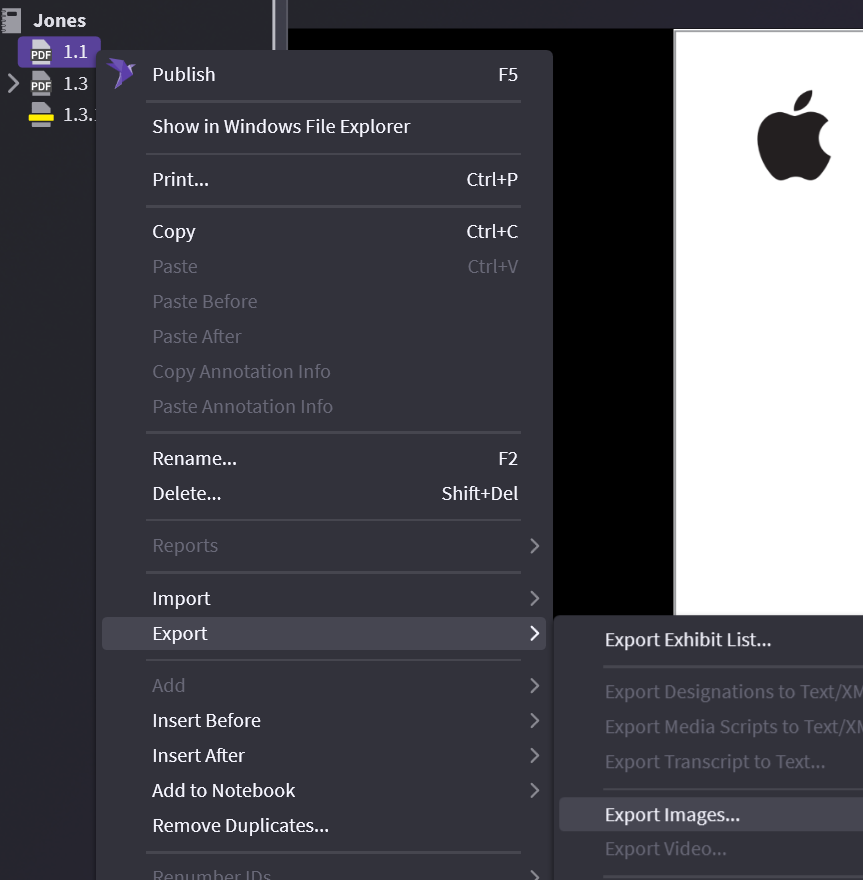 Jones
PDF 1.1
PDF 1.3
1.3.
Publish F5
Show in Windows File Explorer
Print... Ctrl+P
Copy Ctrl+C
Paste Ctrl+V
Paste Before
Paste After
Copy Annotation Info
Paste Annotation Info
Rename... F2
Delete... Shift+Del
Reports
Import
Export
Add
Insert Before
Insert After
Add to Notebook
Remove Duplicates...
Renumber IDs
Export Exhibit List...
Export Designations to Text/XM
Export Media Scripts to Text/XM
Export Transcript to Text...
Export Images...
Export Video...